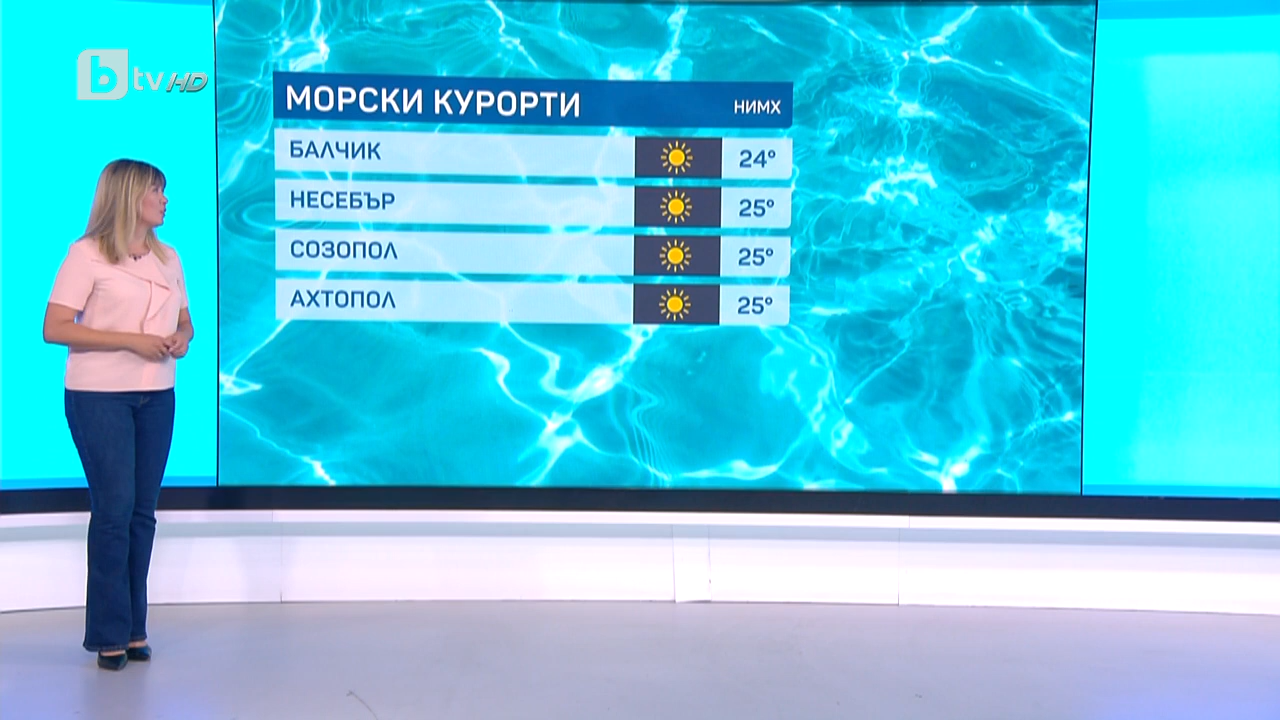 btv HD
МОРСКИ КУРОРТИ НИМХ
БАЛЧИК 24°
НЕСЕБЪР 25°
СОЗОПОЛ 25°
АХТОПОЛ 25°